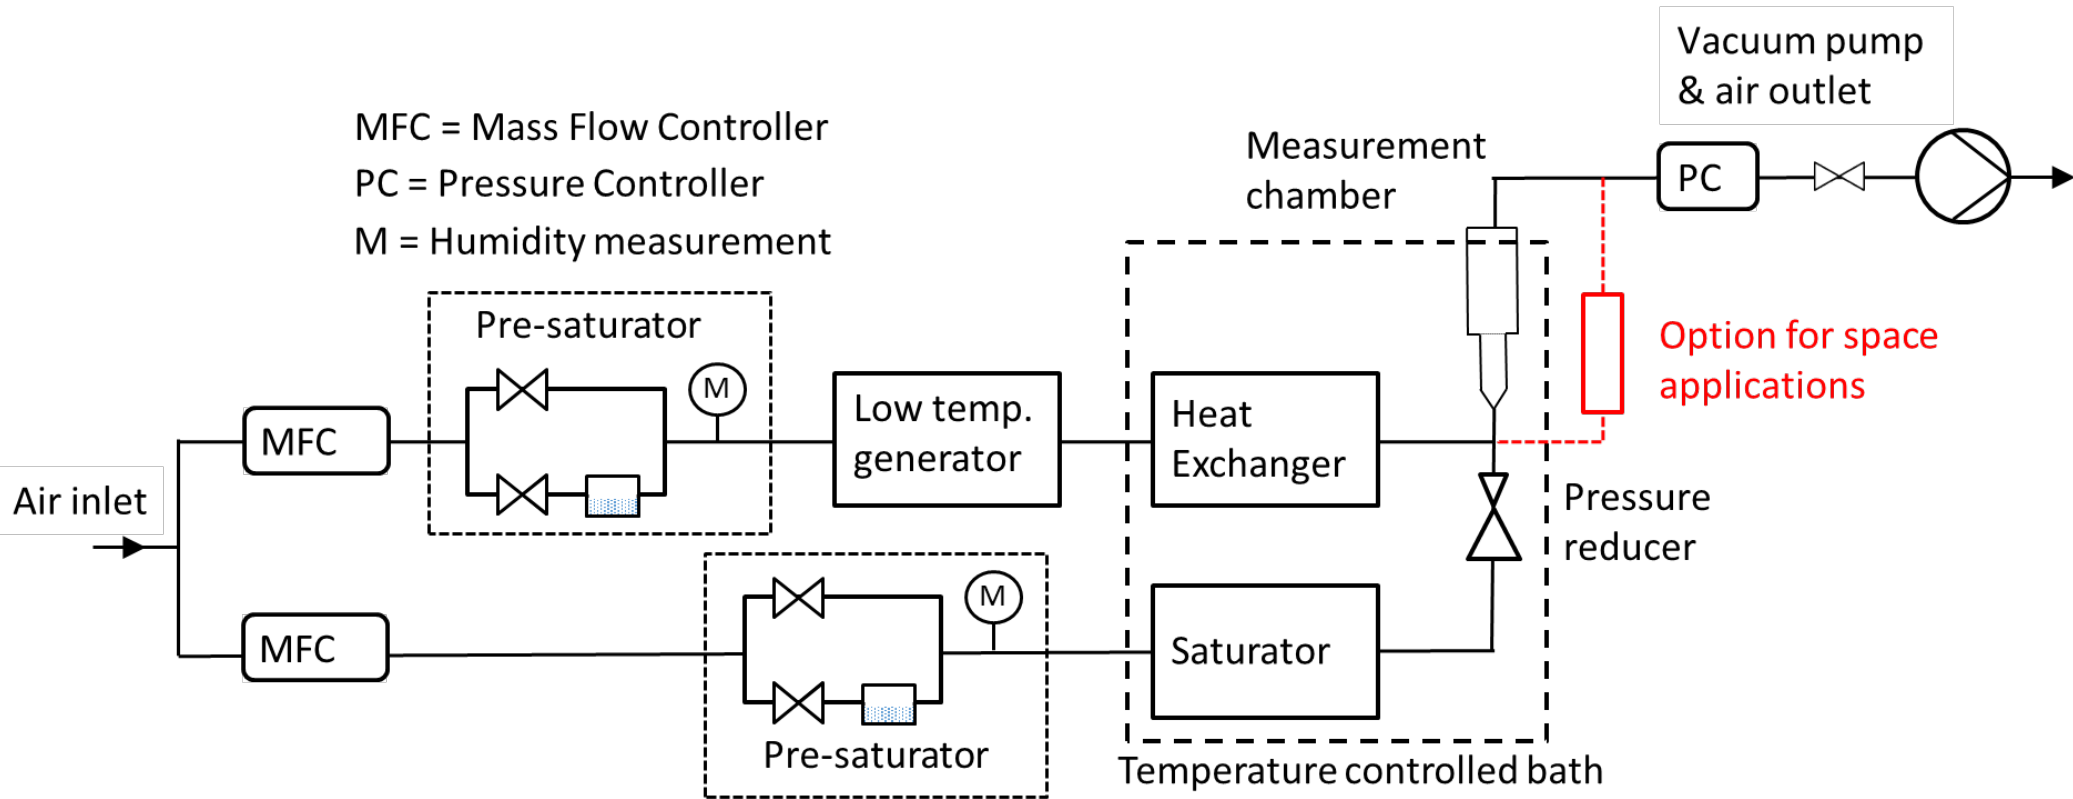 Vacuum pump
& air outlet
MFC = Mass Flow Controller
PC = Pressure Controller
M = Humidity measurement
Measurement
chamber
PC
Pre-saturator
M
Option for space
applications
MFC
Low temp.
generator
Heat
Exchanger
Air inlet
Pressure
reducer
M
MFC
Saturator
Pre-saturator
Temperature controlled bath